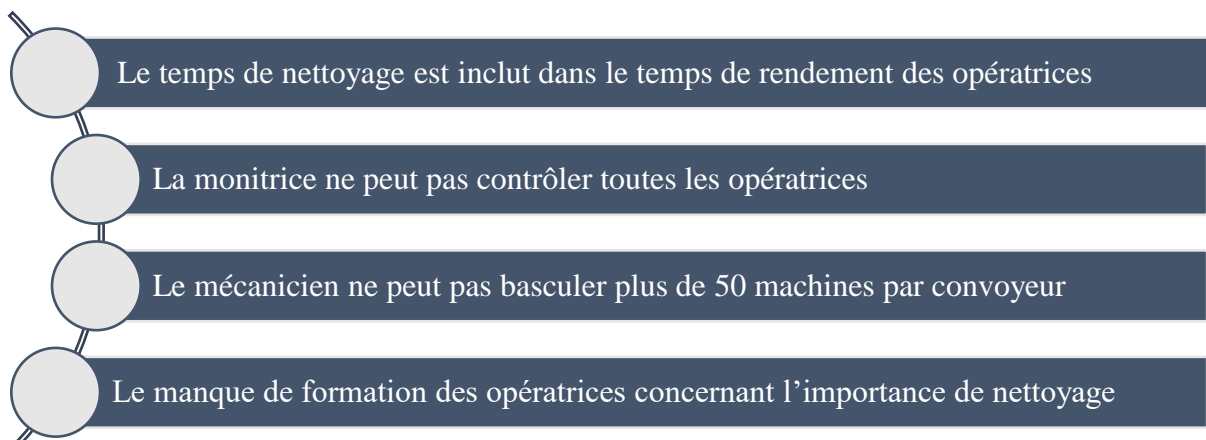 Le temps de nettoyage est inclut dans le temps de rendement des opératrices
La monitrice ne peut pas contrôler toutes les opératrices
Le mécanicien ne peut pas basculer plus de 50 machines par convoyeur
Le manque de formation des opératrices concernant l’importance de nettoyage